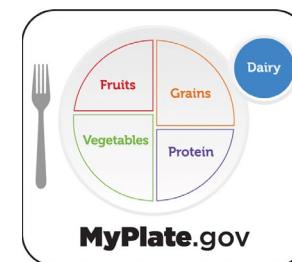 Dairy
Fruits
Grains
Vegetables
Protein
MyPlate.gov